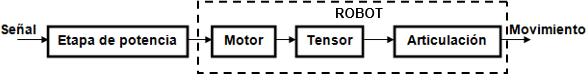 ROBOT
Señal
Etapa de potencia
Motor
Tensor
Articulación
Movimiento